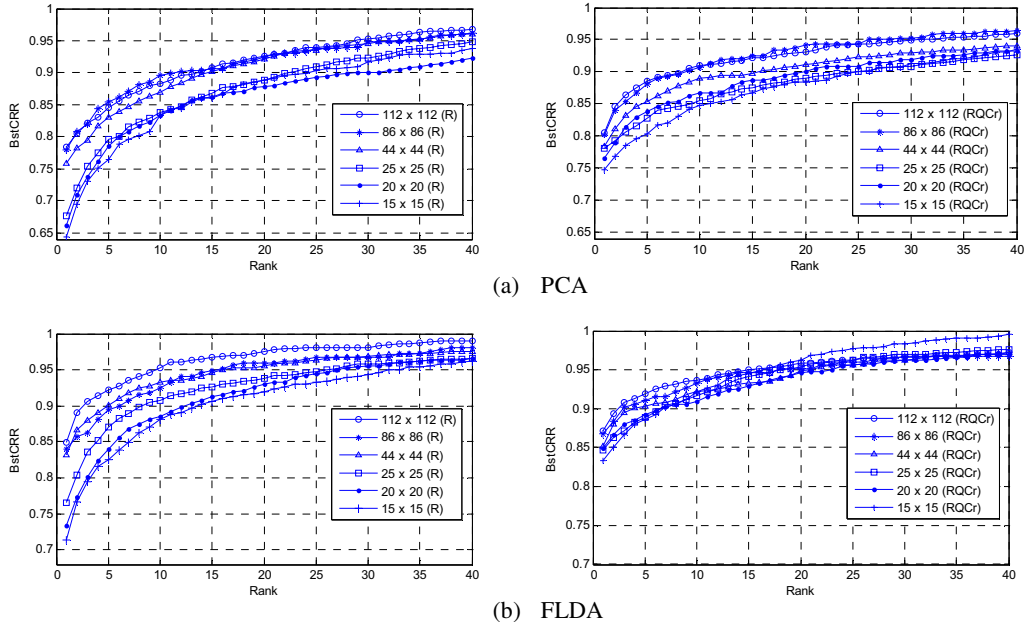 BstCRR
1
0.95
0.9
0.85
0.8
0.75
0.7
0.65
0 5 10 15 20 25 30 35 40
Rank
112 x 112 (R)
86 x 86 (R)
44 x 44 (R)
25 x 25 (R)
20 x 20 (R)
15 x 15 (R)
BstCRR
1
0.95
0.9
0.85
0.8
0.75
0.7
0.65
0 5 10 15 20 25 30 35 40
Rank
112 x 112 (RQCr)
86 x 86 (RQCr)
44 x 44 (RQCr)
25 x 25 (RQCr)
20 x 20 (RQCr)
15 x 15 (RQCr)
(a) PCA
BstCRR
1
0.95
0.9
0.85
0.8
0.75
0.7
0 5 10 15 20 25 30 35 40
Rank
112 x 112 (R)
86 x 86 (R)
44 x 44 (R)
25 x 25 (R)
20 x 20 (R)
15 x 15 (R)
BstCRR
1
0.95
0.9
0.85
0.8
0.75
0.7
0 5 10 15 20 25 30 35 40
Rank
112 x 112 (RQCr)
86 x 86 (RQCr)
44 x 44 (RQCr)
25 x 25 (RQCr)
20 x 20 (RQCr)
15 x 15 (RQCr)
(b) FLDA